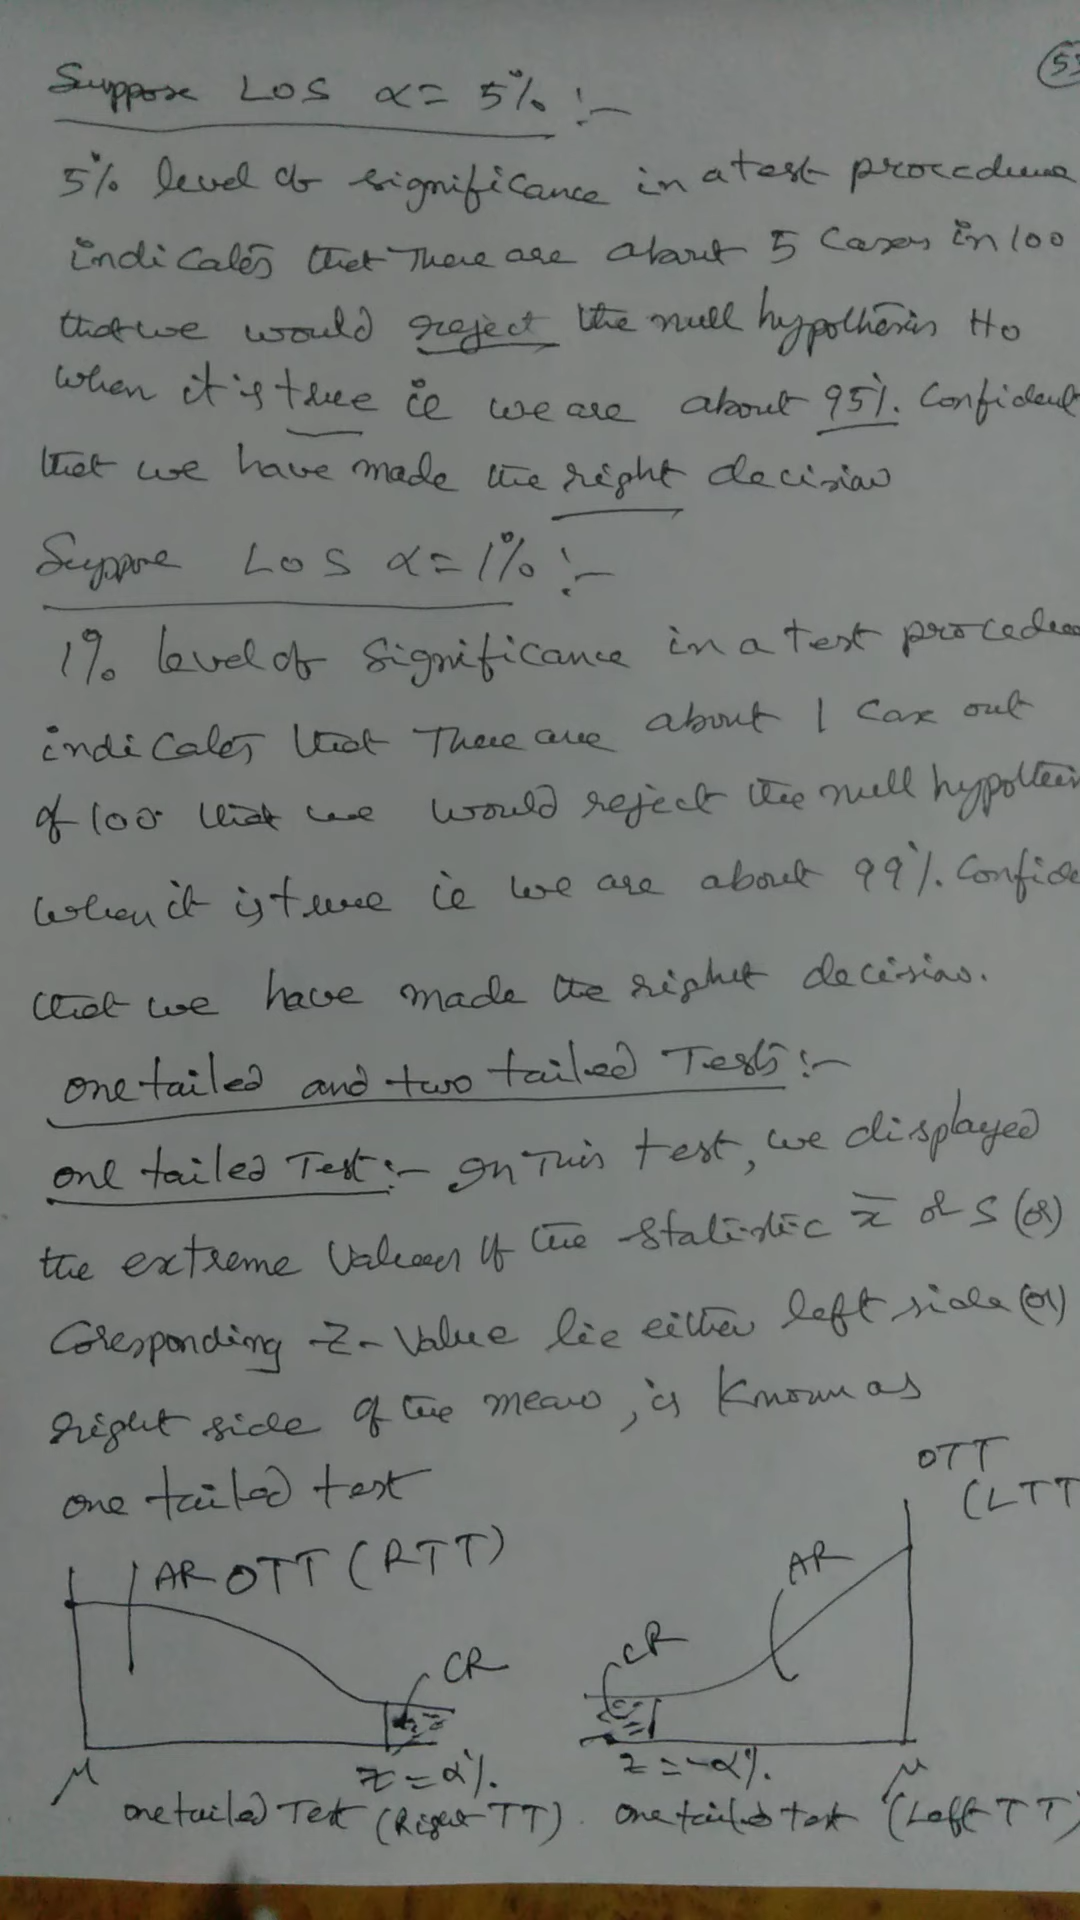 Suppose LOS α = 5% :-
5% level of significance in a test procedure
indicates that There are about 5 Cases in 100
that we would reject the null hypothesis Ho
when it is true ie we are about 95%. Confident
that we have made the right decision
Suppose LOS α = 1% :-
1% level of Significance in a test procedure
indicates that There are about 1 Case out
of 100 that we would reject the null hypothesis
when it is true ie we are about 99%. Confide
that we have made the right decision.
one tailed and two tailed Tests :-
one tailed Test :- In This test, we displayed
the extreme Values of the Statistic x̄ of S (or)
Coresponding Z-Value lie either left side (or)
right side of the mean, is Known as
one tailed test
OTT
(LTT
AR OTT (RTT)
AR
CR
CR
μ
z = α%.
z = -α%.
μ
one tailed Test (Right TT). one tailed test (Left TT)